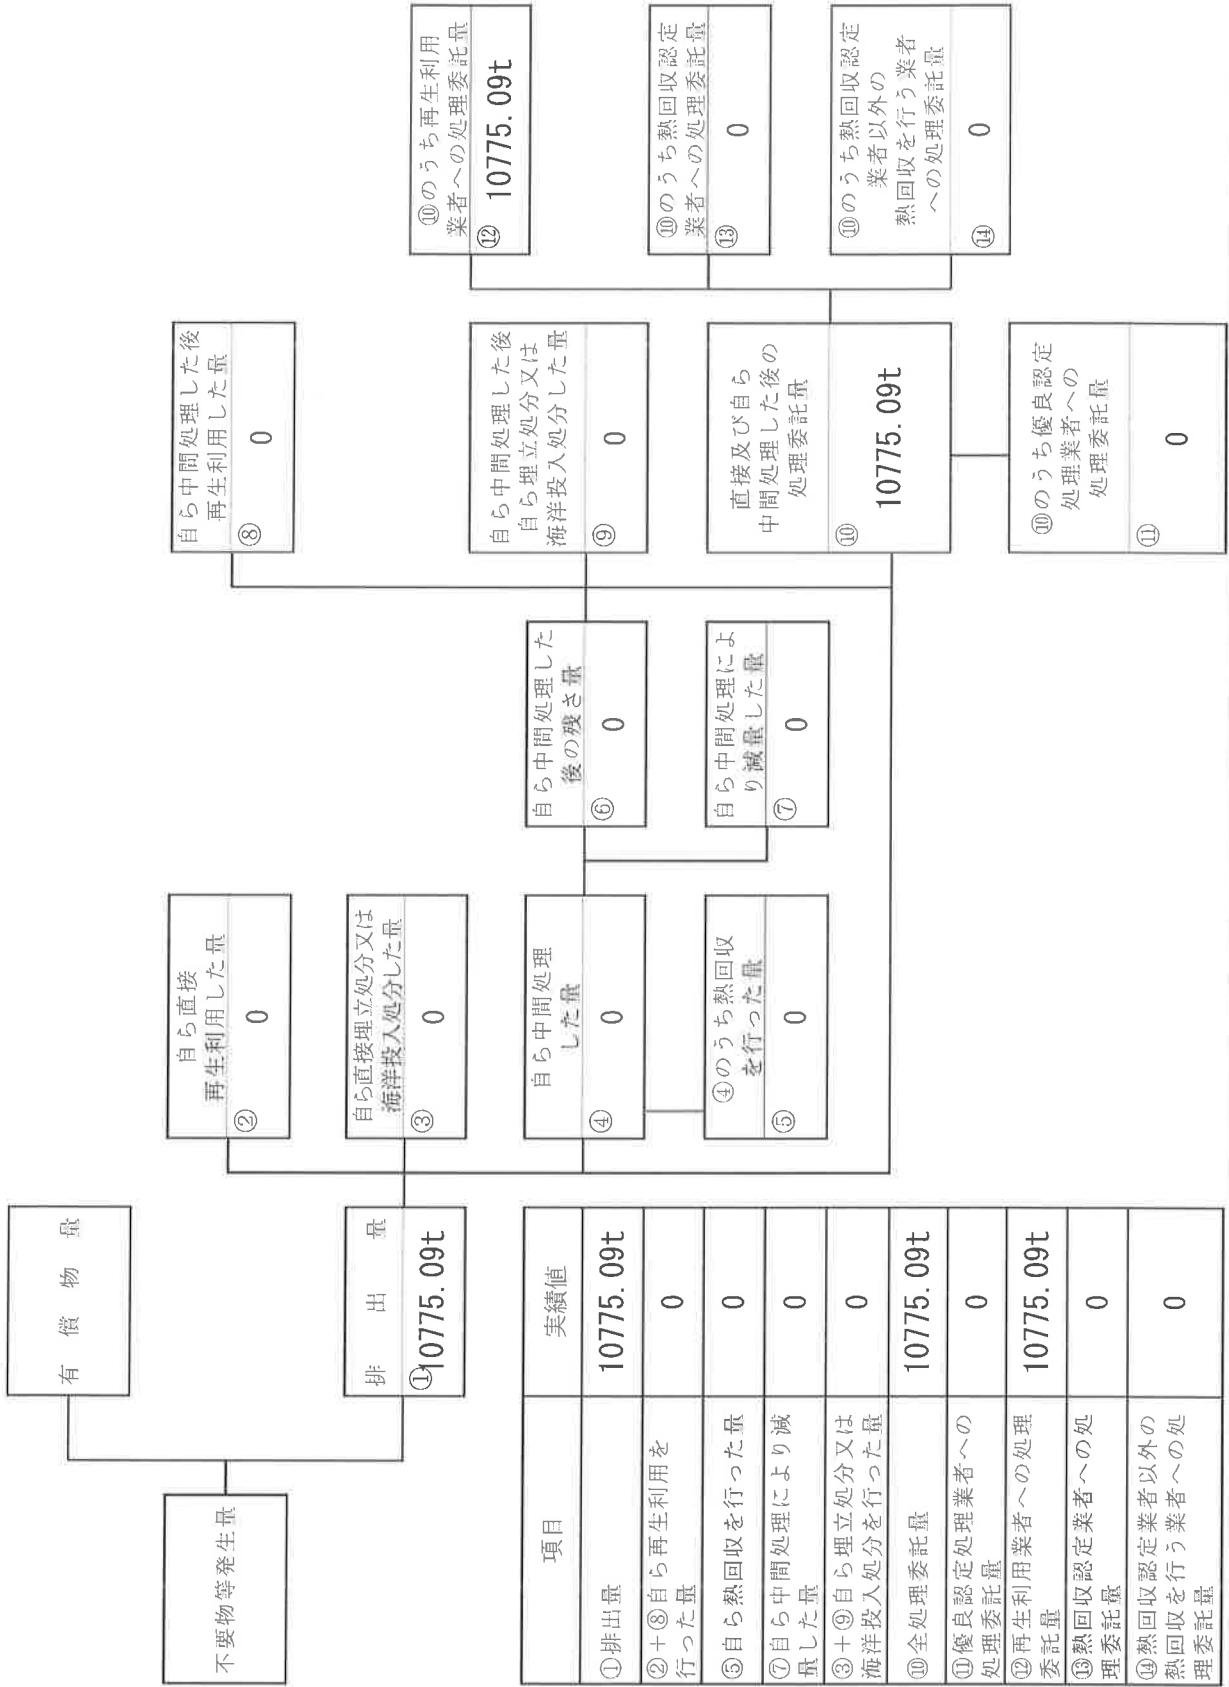 不要物等発生量
有償物量
排出量
①10775.09t
自ら直接
再生利用した量
② 0
自ら直接埋立処分又は
海洋投入処分した量
③ 0
自ら中間処理
した量
④ 0
④のうち熱回収
を行った量
⑤ 0
自ら中間処理した
後の残さ量
⑥ 0
自ら中間処理によ
り減量した量
⑦ 0
自ら中間処理した後
再生利用した量
⑧ 0
自ら中間処理した後
自ら埋立処分又は
海洋投入処分した量
⑨ 0
直接及び自ら
中間処理した後の
処理委託量
⑩ 10775.09t
⑩のうち優良認定
処理業者への
処理委託量
⑪ 0
⑩のうち再生利用
業者への処理委託量
⑫ 10775.09t
⑩のうち熱回収認定
業者への処理委託量
⑬ 0
⑩のうち熱回収認定
業者以外の
熱回収を行う業者
への処理委託量
⑭ 0
項目 実績値
①排出量 10775.09t
②+⑧自ら再生利用を
行った量 0
⑤自ら熱回収を行った量 0
⑦自ら中間処理により減
量した量 0
③+⑨自ら埋立処分又は
海洋投入処分を行った量 0
⑩全処理委託量 10775.09t
⑪優良認定処理業者への
処理委託量 0
⑫再生利用業者への処理
委託量 10775.09t
⑬熱回収認定業者への処
理委託量 0
⑭熱回収認定業者以外の
熱回収を行う業者への処
理委託量 0